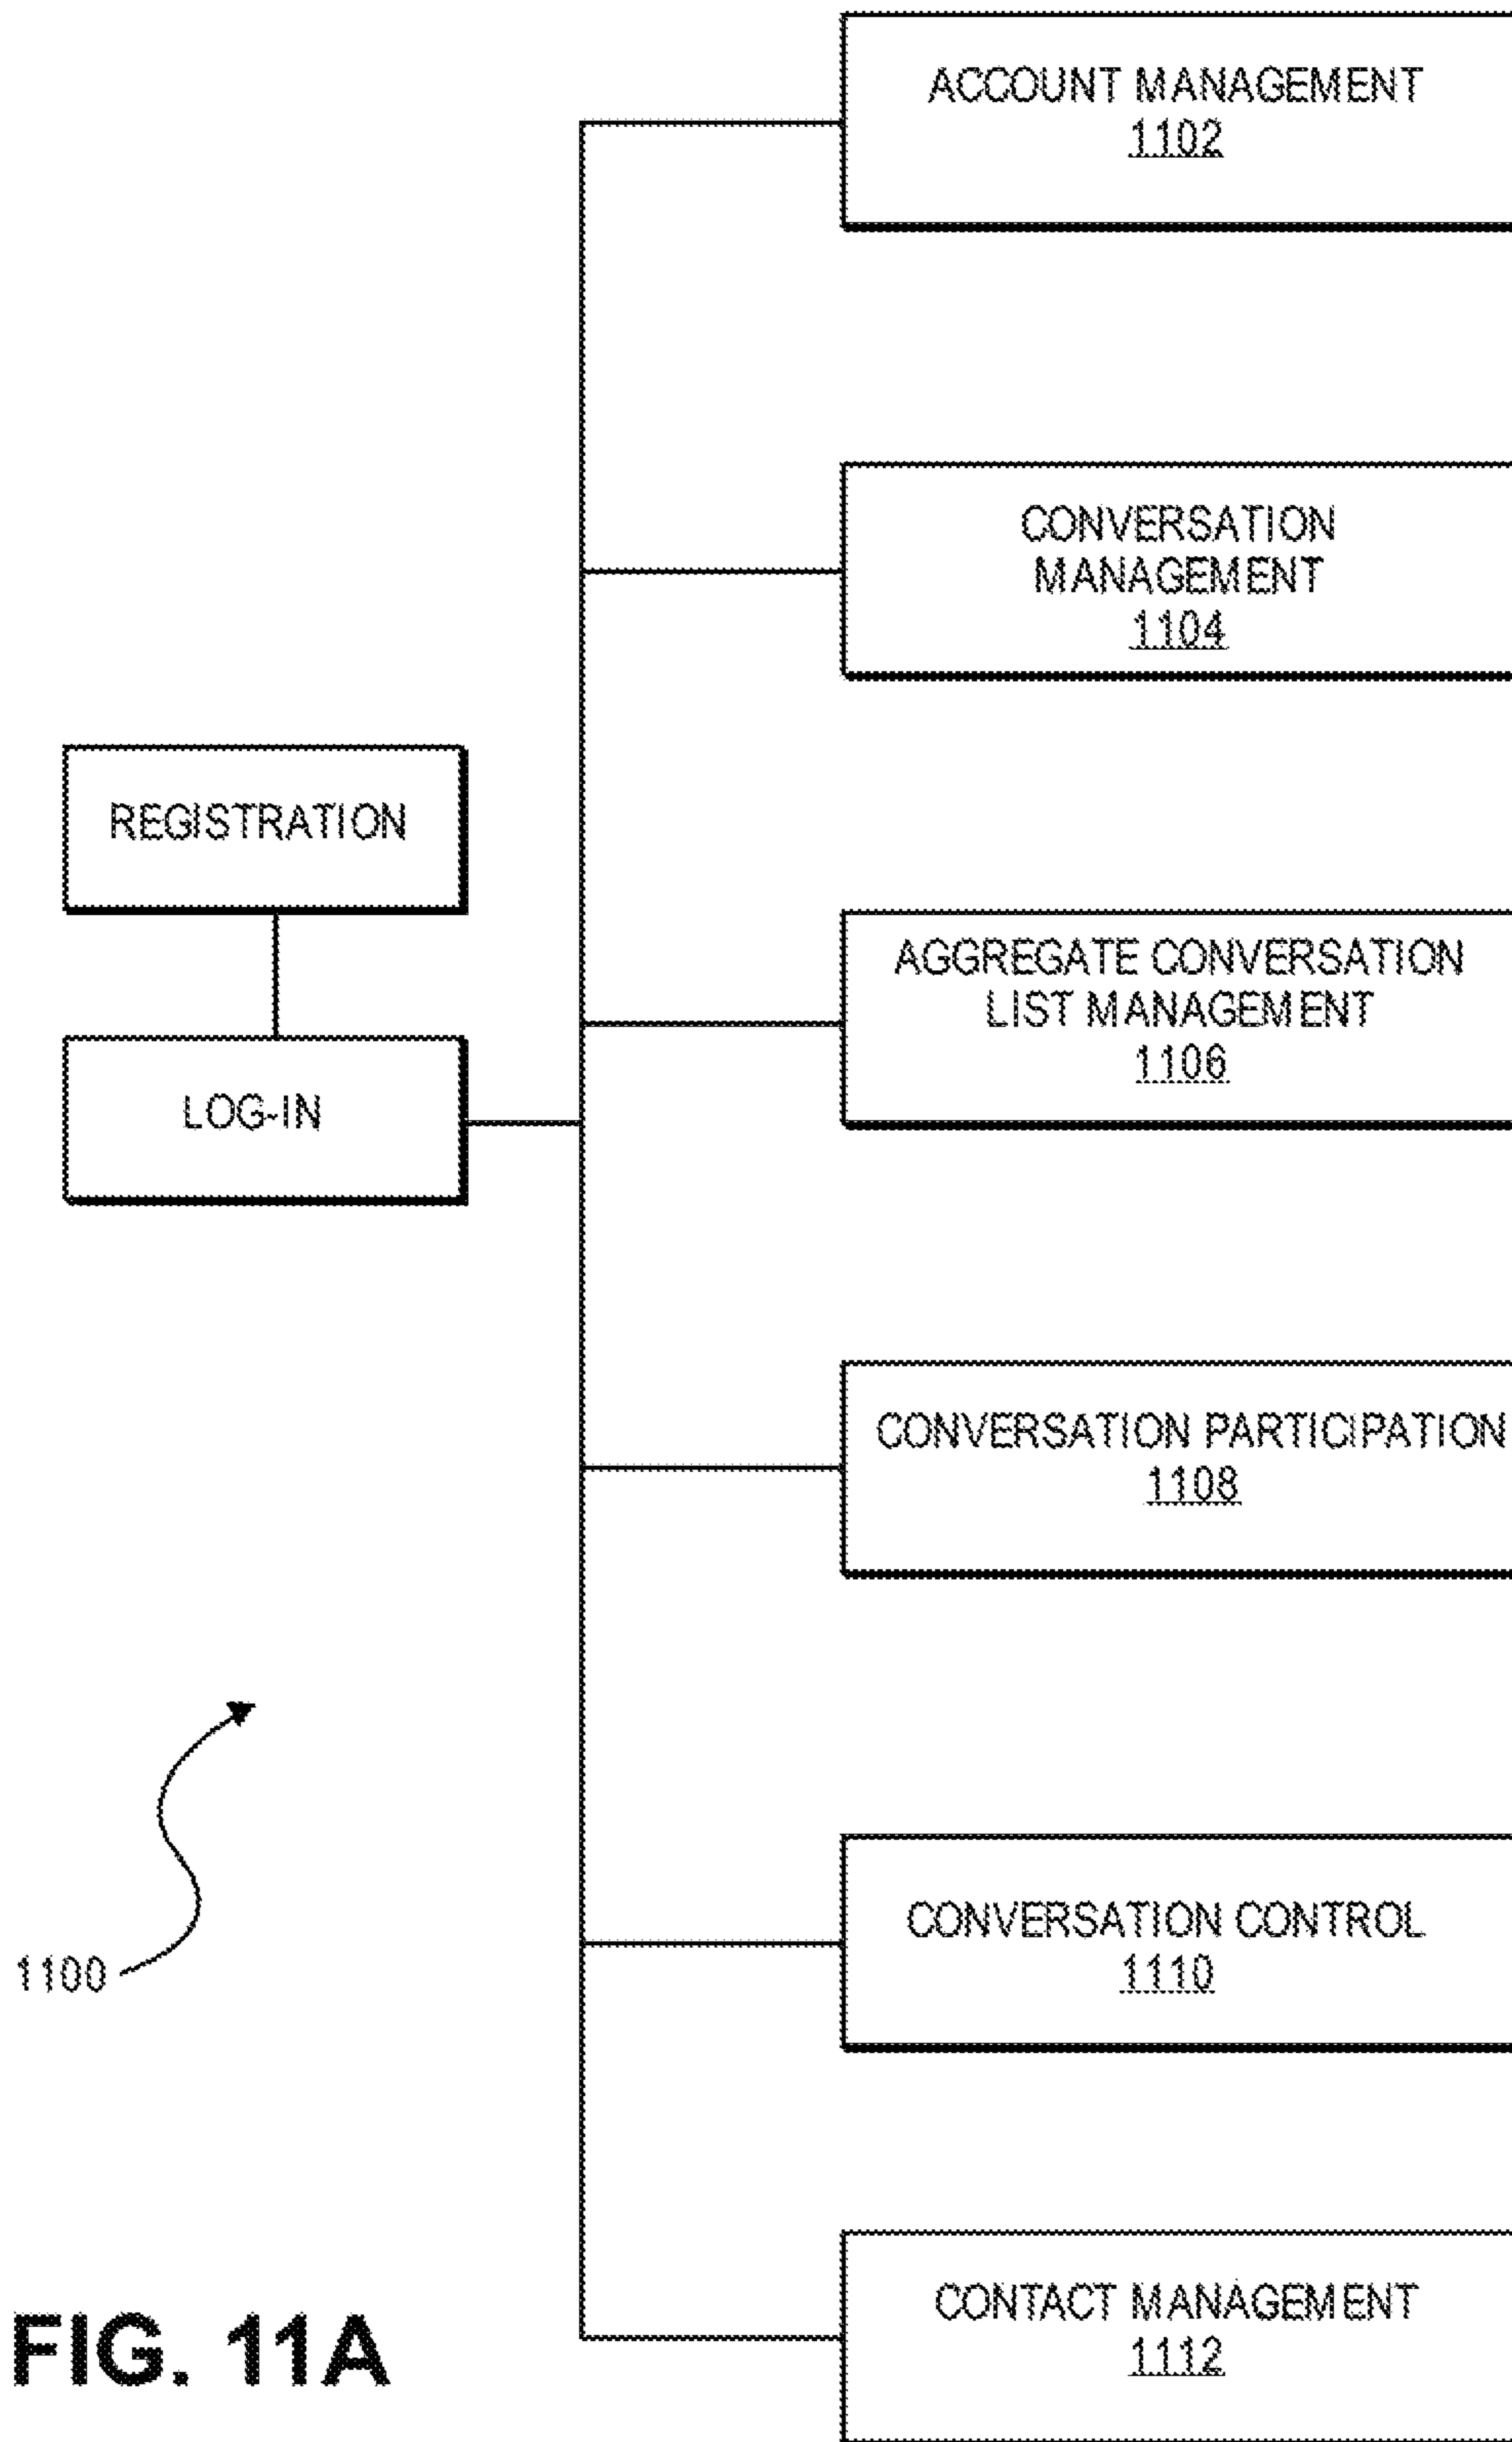 ACCOUNT MANAGEMENT
1102
CONVERSATION
MANAGEMENT
1104
REGISTRATION
LOG-IN
AGGREGATE CONVERSATION
LIST MANAGEMENT
1106
CONVERSATION PARTICIPATION
1108
CONVERSATION CONTROL
1110
1100
CONTACT MANAGEMENT
1112
FIG. 11A